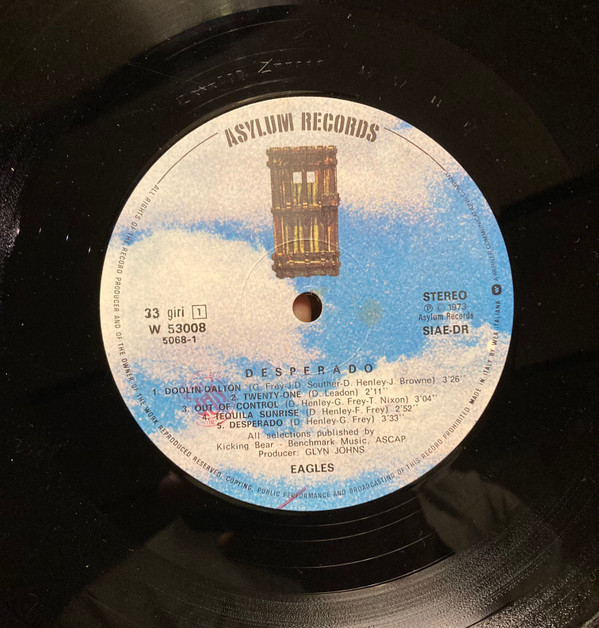 ASYLUM RECORDS
33 giri 1
W 53008
5068-1
STEREO
Ⓟ © 1973
Asylum Records
SIAE-DR
DESPERADO
1. DOOLIN-DALTON (G. Frey-J.D. Souther-D. Henley-J. Browne) 3'26''
2. TWENTY-ONE (D. Leadon) 2'11''
3. OUT OF CONTROL (D. Henley-G. Frey-T. Nixon) 3'04''
4. TEQUILA SUNRISE (D. Henley-F. Frey) 2'52''
5. DESPERADO (D. Henley-G. Frey) 3'33''
All selections published by
Kicking Bear - Benchmark Music, ASCAP
Producer: GLYN JOHNS
EAGLES
ALL RIGHTS OF THE RECORD PRODUCER AND OF THE OWNER OF THE WORK REPRODUCED RESERVED. COPYING, PUBLIC PERFORMANCE AND BROADCASTING OF THIS RECORD PROHIBITED. MADE IN ITALY BY WEA ITALIANA